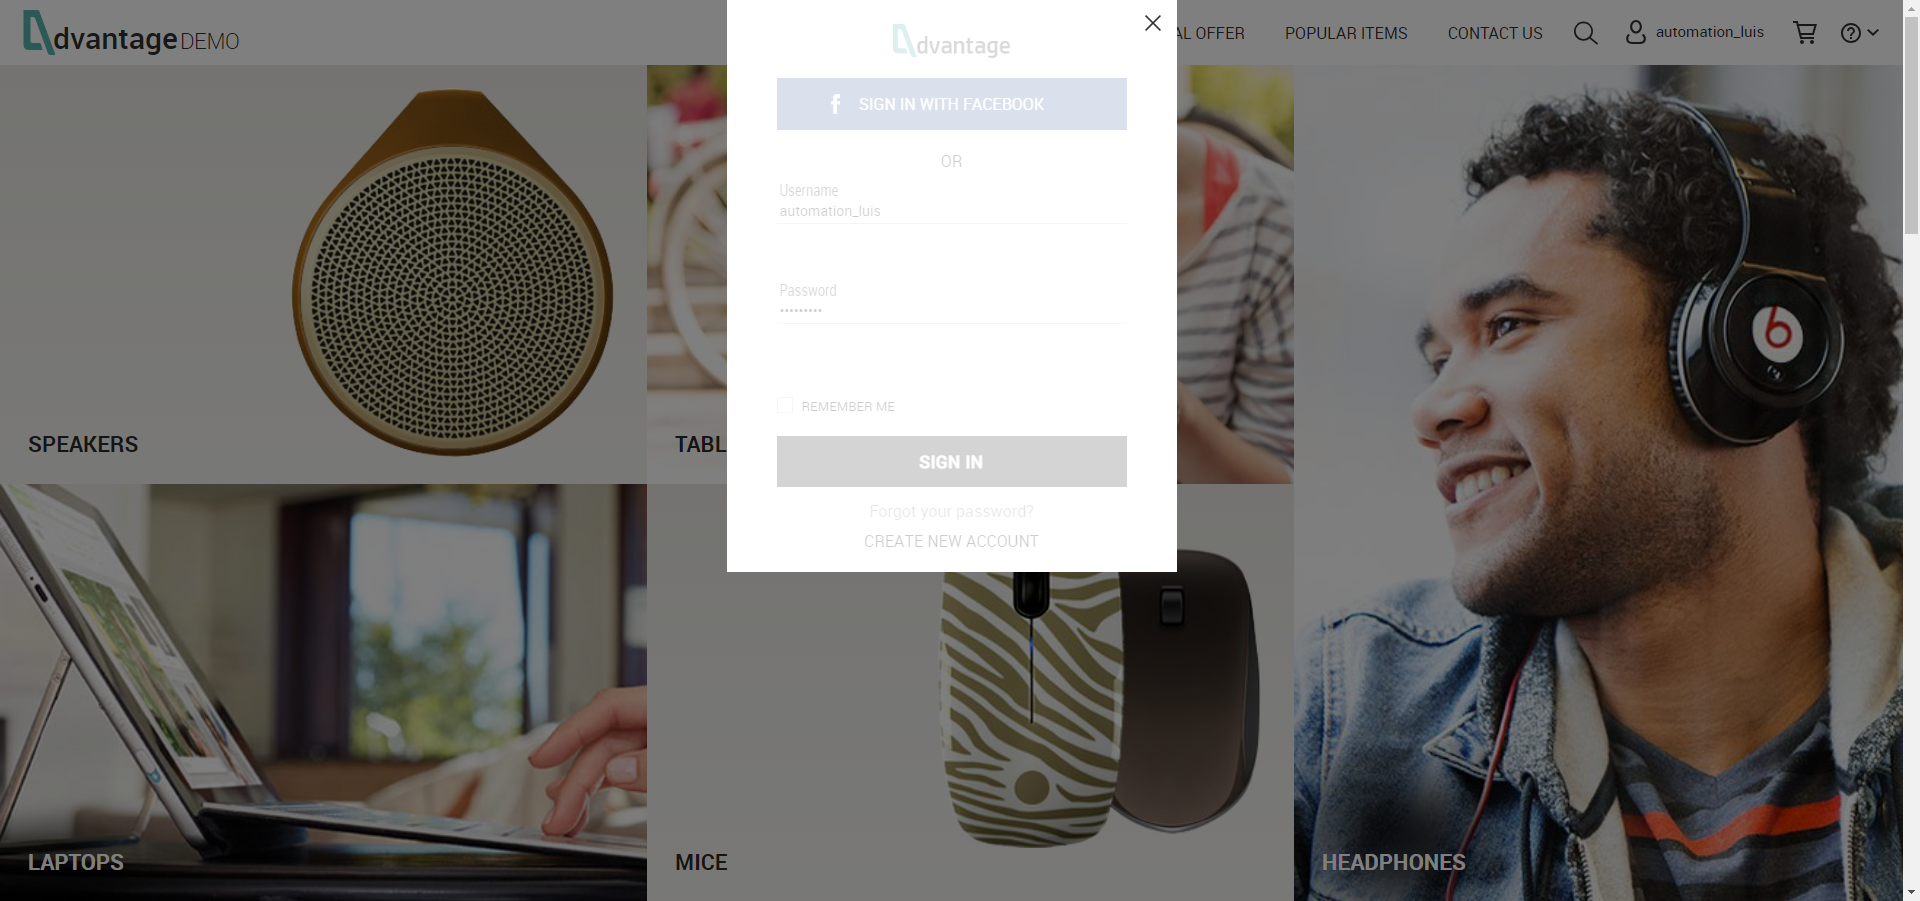 dvantage DEMO
AL OFFER
POPULAR ITEMS
CONTACT US
automation_luis
dvantage
f SIGN IN WITH FACEBOOK
OR
Username
automation_luis
Password
•••••••••
REMEMBER ME
SIGN IN
Forgot your password?
CREATE NEW ACCOUNT
SPEAKERS
TABL
LAPTOPS
MICE
HEADPHONES